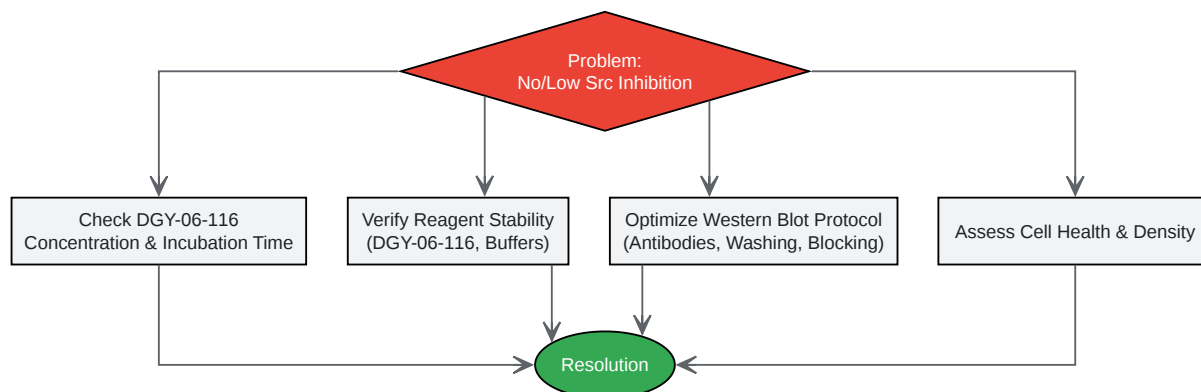 Problem:
No/Low Src Inhibition
Check DGY-06-116
Concentration & Incubation Time
Verify Reagent Stability
(DGY-06-116, Buffers)
Optimize Western Blot Protocol
(Antibodies, Washing, Blocking)
Assess Cell Health & Density
Resolution